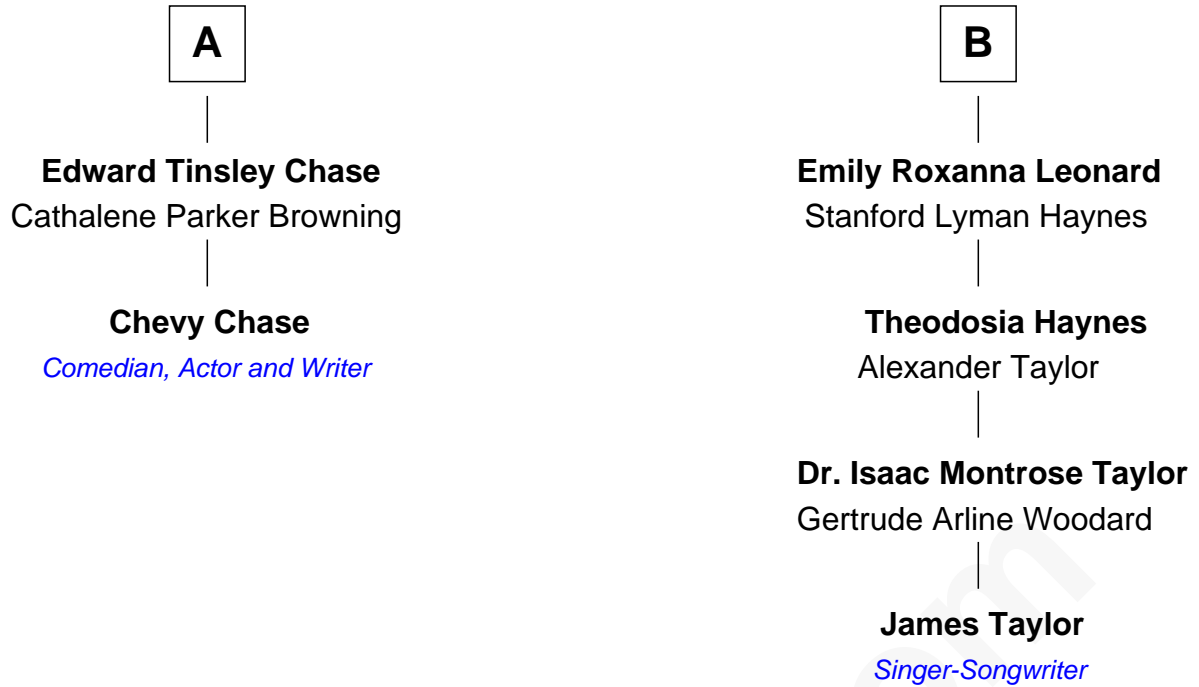 A
Edward Tinsley Chase
Cathalene Parker Browning
Chevy Chase
Comedian, Actor and Writer
B
Emily Roxanna Leonard
Stanford Lyman Haynes
Theodosia Haynes
Alexander Taylor
Dr. Isaac Montrose Taylor
Gertrude Arline Woodard
James Taylor
Singer-Songwriter